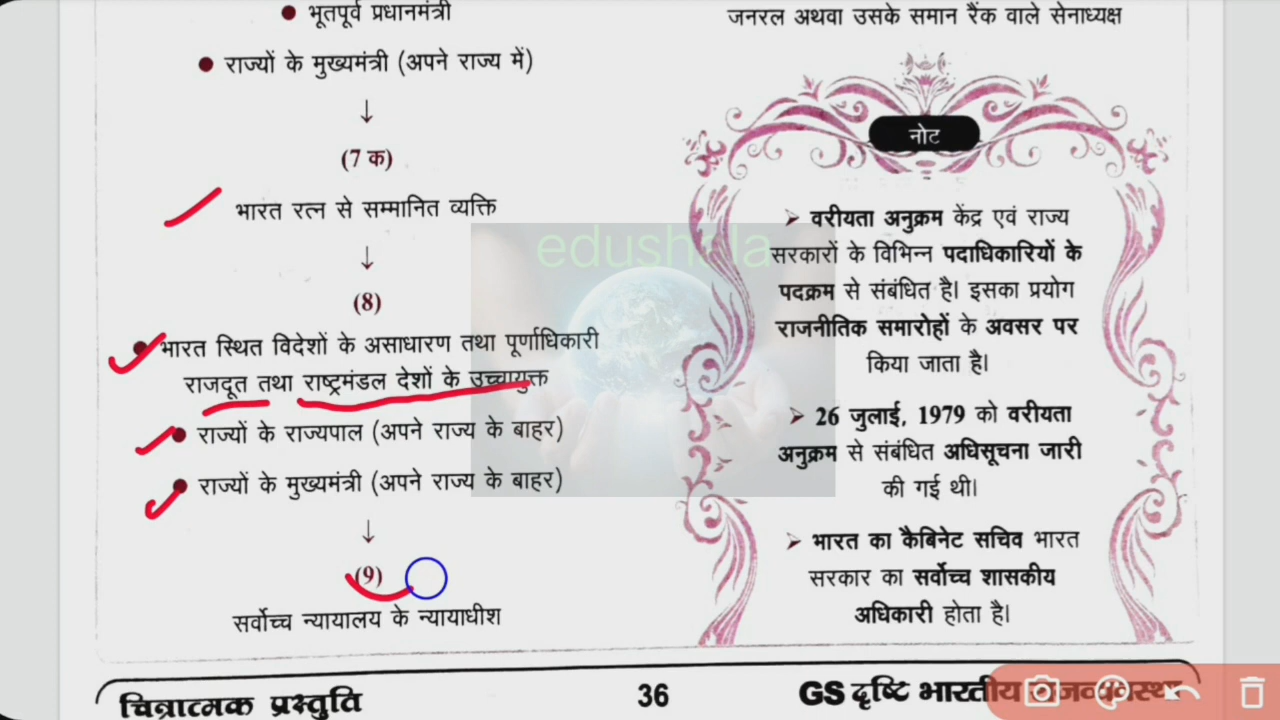 भूतपूर्व प्रधानमंत्री
राज्यों के मुख्यमंत्री (अपने राज्य में)
↓
(7 क)
भारत रत्न से सम्मानित व्यक्ति
↓
(8)
भारत स्थित विदेशों के असाधारण तथा पूर्णाधिकारी
राजदूत तथा राष्ट्रमंडल देशों के उच्चायुक्त
राज्यों के राज्यपाल (अपने राज्य के बाहर)
राज्यों के मुख्यमंत्री (अपने राज्य के बाहर)
↓
(9)
सर्वोच्च न्यायालय के न्यायाधीश
जनरल अथवा उसके समान रैंक वाले सेनाध्यक्ष
नोट
➤ वरीयता अनुक्रम केंद्र एवं राज्य
सरकारों के विभिन्न पदाधिकारियों के
पदक्रम से संबंधित है। इसका प्रयोग
राजनीतिक समारोहों के अवसर पर
किया जाता है।
➤ 26 जुलाई, 1979 को वरीयता
अनुक्रम से संबंधित अधिसूचना जारी
की गई थी।
➤ भारत का कैबिनेट सचिव भारत
सरकार का सर्वोच्च शासकीय
अधिकारी होता है।
edushala
चित्रात्मक प्रस्तुति
36
GS दृष्टि भारतीय राजव्यवस्था